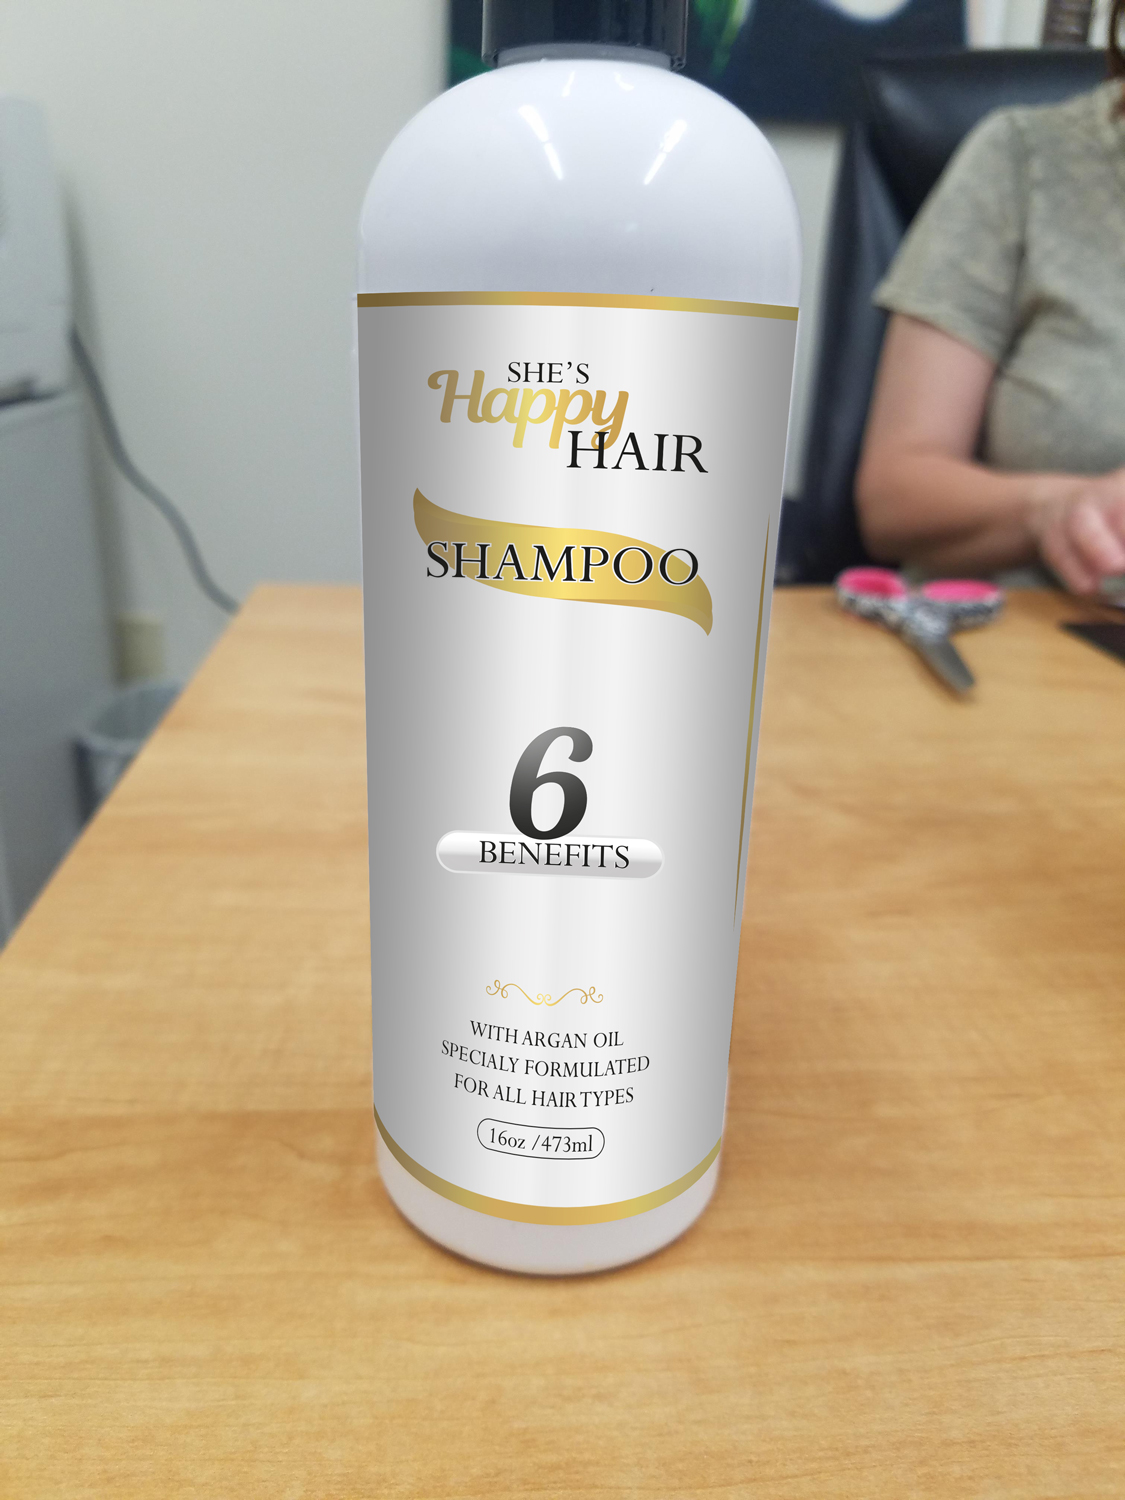 SHE'S
Happy
HAIR
SHAMPOO
6
BENEFITS
WITH ARGAN OIL
SPECIALY FORMULATED
FOR ALL HAIR TYPES
16oz /473ml